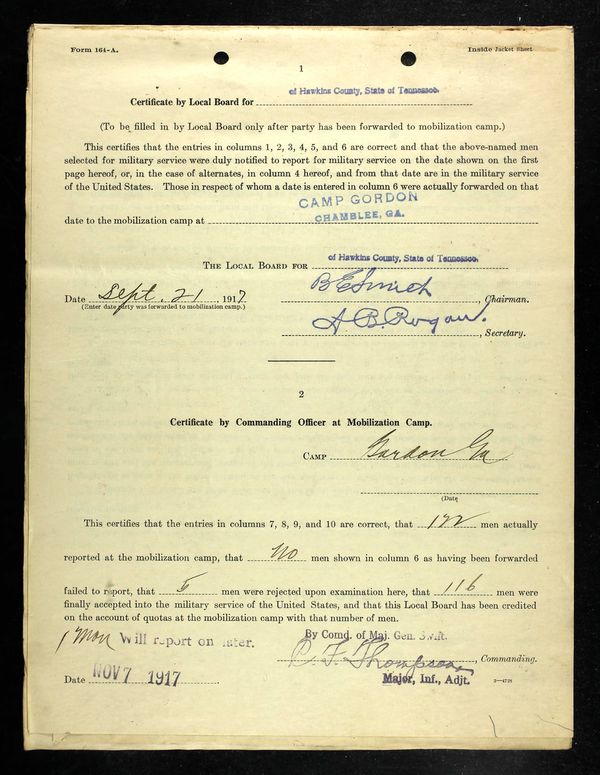 Form 164-A.
Inside Jacket Sheet
1
Certificate by Local Board for of Hawkins County, State of Tennessee.
(To be filled in by Local Board only after party has been forwarded to mobilization camp.)
This certifies that the entries in columns 1, 2, 3, 4, 5, and 6 are correct and that the above-named men
selected for military service were duly notified to report for military service on the date shown on the first
page hereof, or, in the case of alternates, in column 4 hereof, and from that date are in the military service
of the United States. Those in respect of whom a date is entered in column 6 were actually forwarded on that
CAMP GORDON
date to the mobilization camp at CHAMBLEE, GA.
The Local Board for of Hawkins County, State of Tennessee.
Date Sept. 21, 1917 B E Smith, Chairman.
(Enter date party was forwarded to mobilization camp.)
A B. Rogan., Secretary.
2
Certificate by Commanding Officer at Mobilization Camp.
Camp Gordon Ga
(Date
This certifies that the entries in columns 7, 8, 9, and 10 are correct, that 122 men actually
reported at the mobilization camp, that No men shown in column 6 as having been forwarded
failed to report, that 5 men were rejected upon examination here, that 116 men were
finally accepted into the military service of the United States, and that this Local Board has been credited
on the account of quotas at the mobilization camp with that number of men.
1 Man Will report on later.
By Comd. of Maj. Gen. Swift.
Thompson, Commanding.
Date NOV 7 1917 Major, Inf., Adjt.